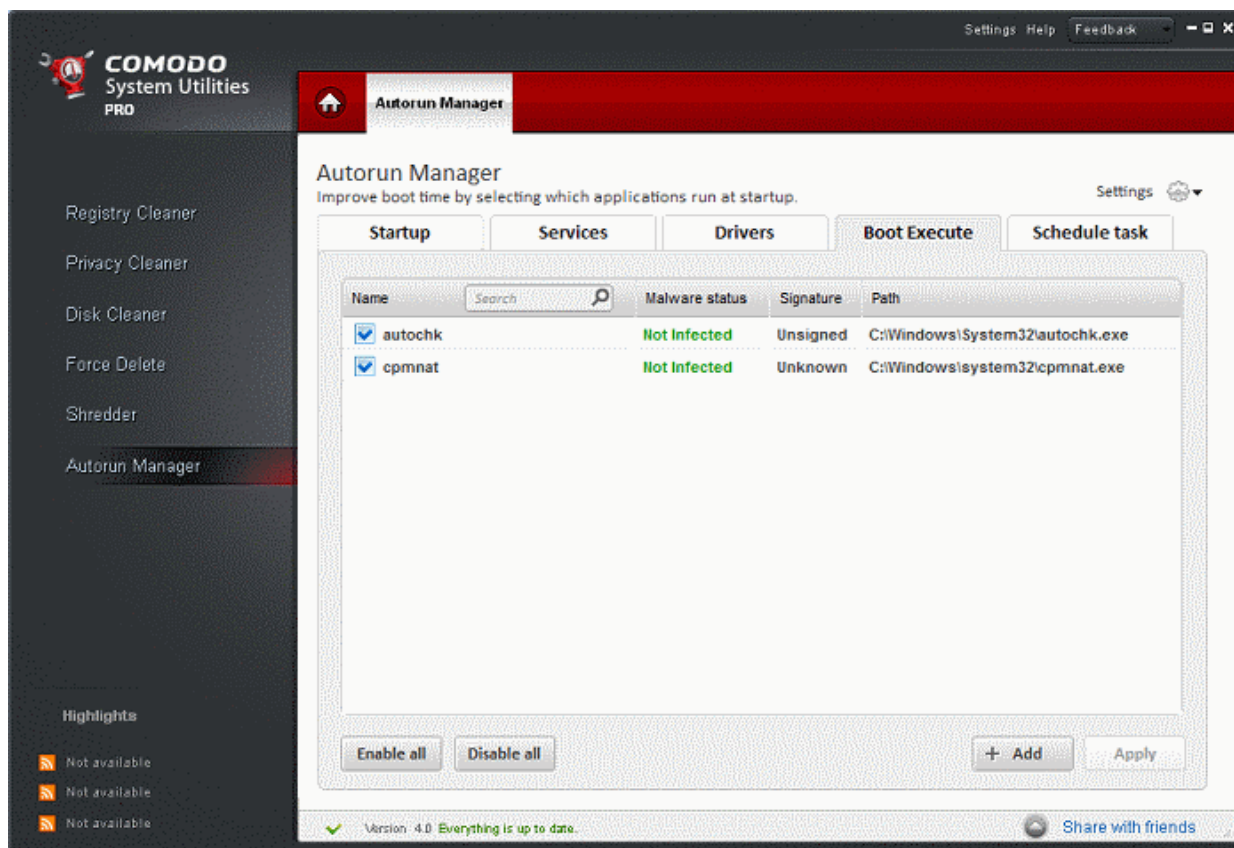 Settings Help Feedback
COMODO
System Utilities
PRO
Autorun Manager
Registry Cleaner
Privacy Cleaner
Disk Cleaner
Force Delete
Shredder
Autorun Manager
Highlights
Not available
Not available
Not available
Autorun Manager
Improve boot time by selecting which applications run at startup.
Settings
Startup Services Drivers Boot Execute Schedule task
Name Search Malware status Signature Path
autochk Not Infected Unsigned C:\Windows\System32\autochk.exe
cpmnat Not Infected Unknown C:\Windows\system32\cpmnat.exe
Enable all Disable all + Add Apply
Version 4.0 Everything is up to date. Share with friends